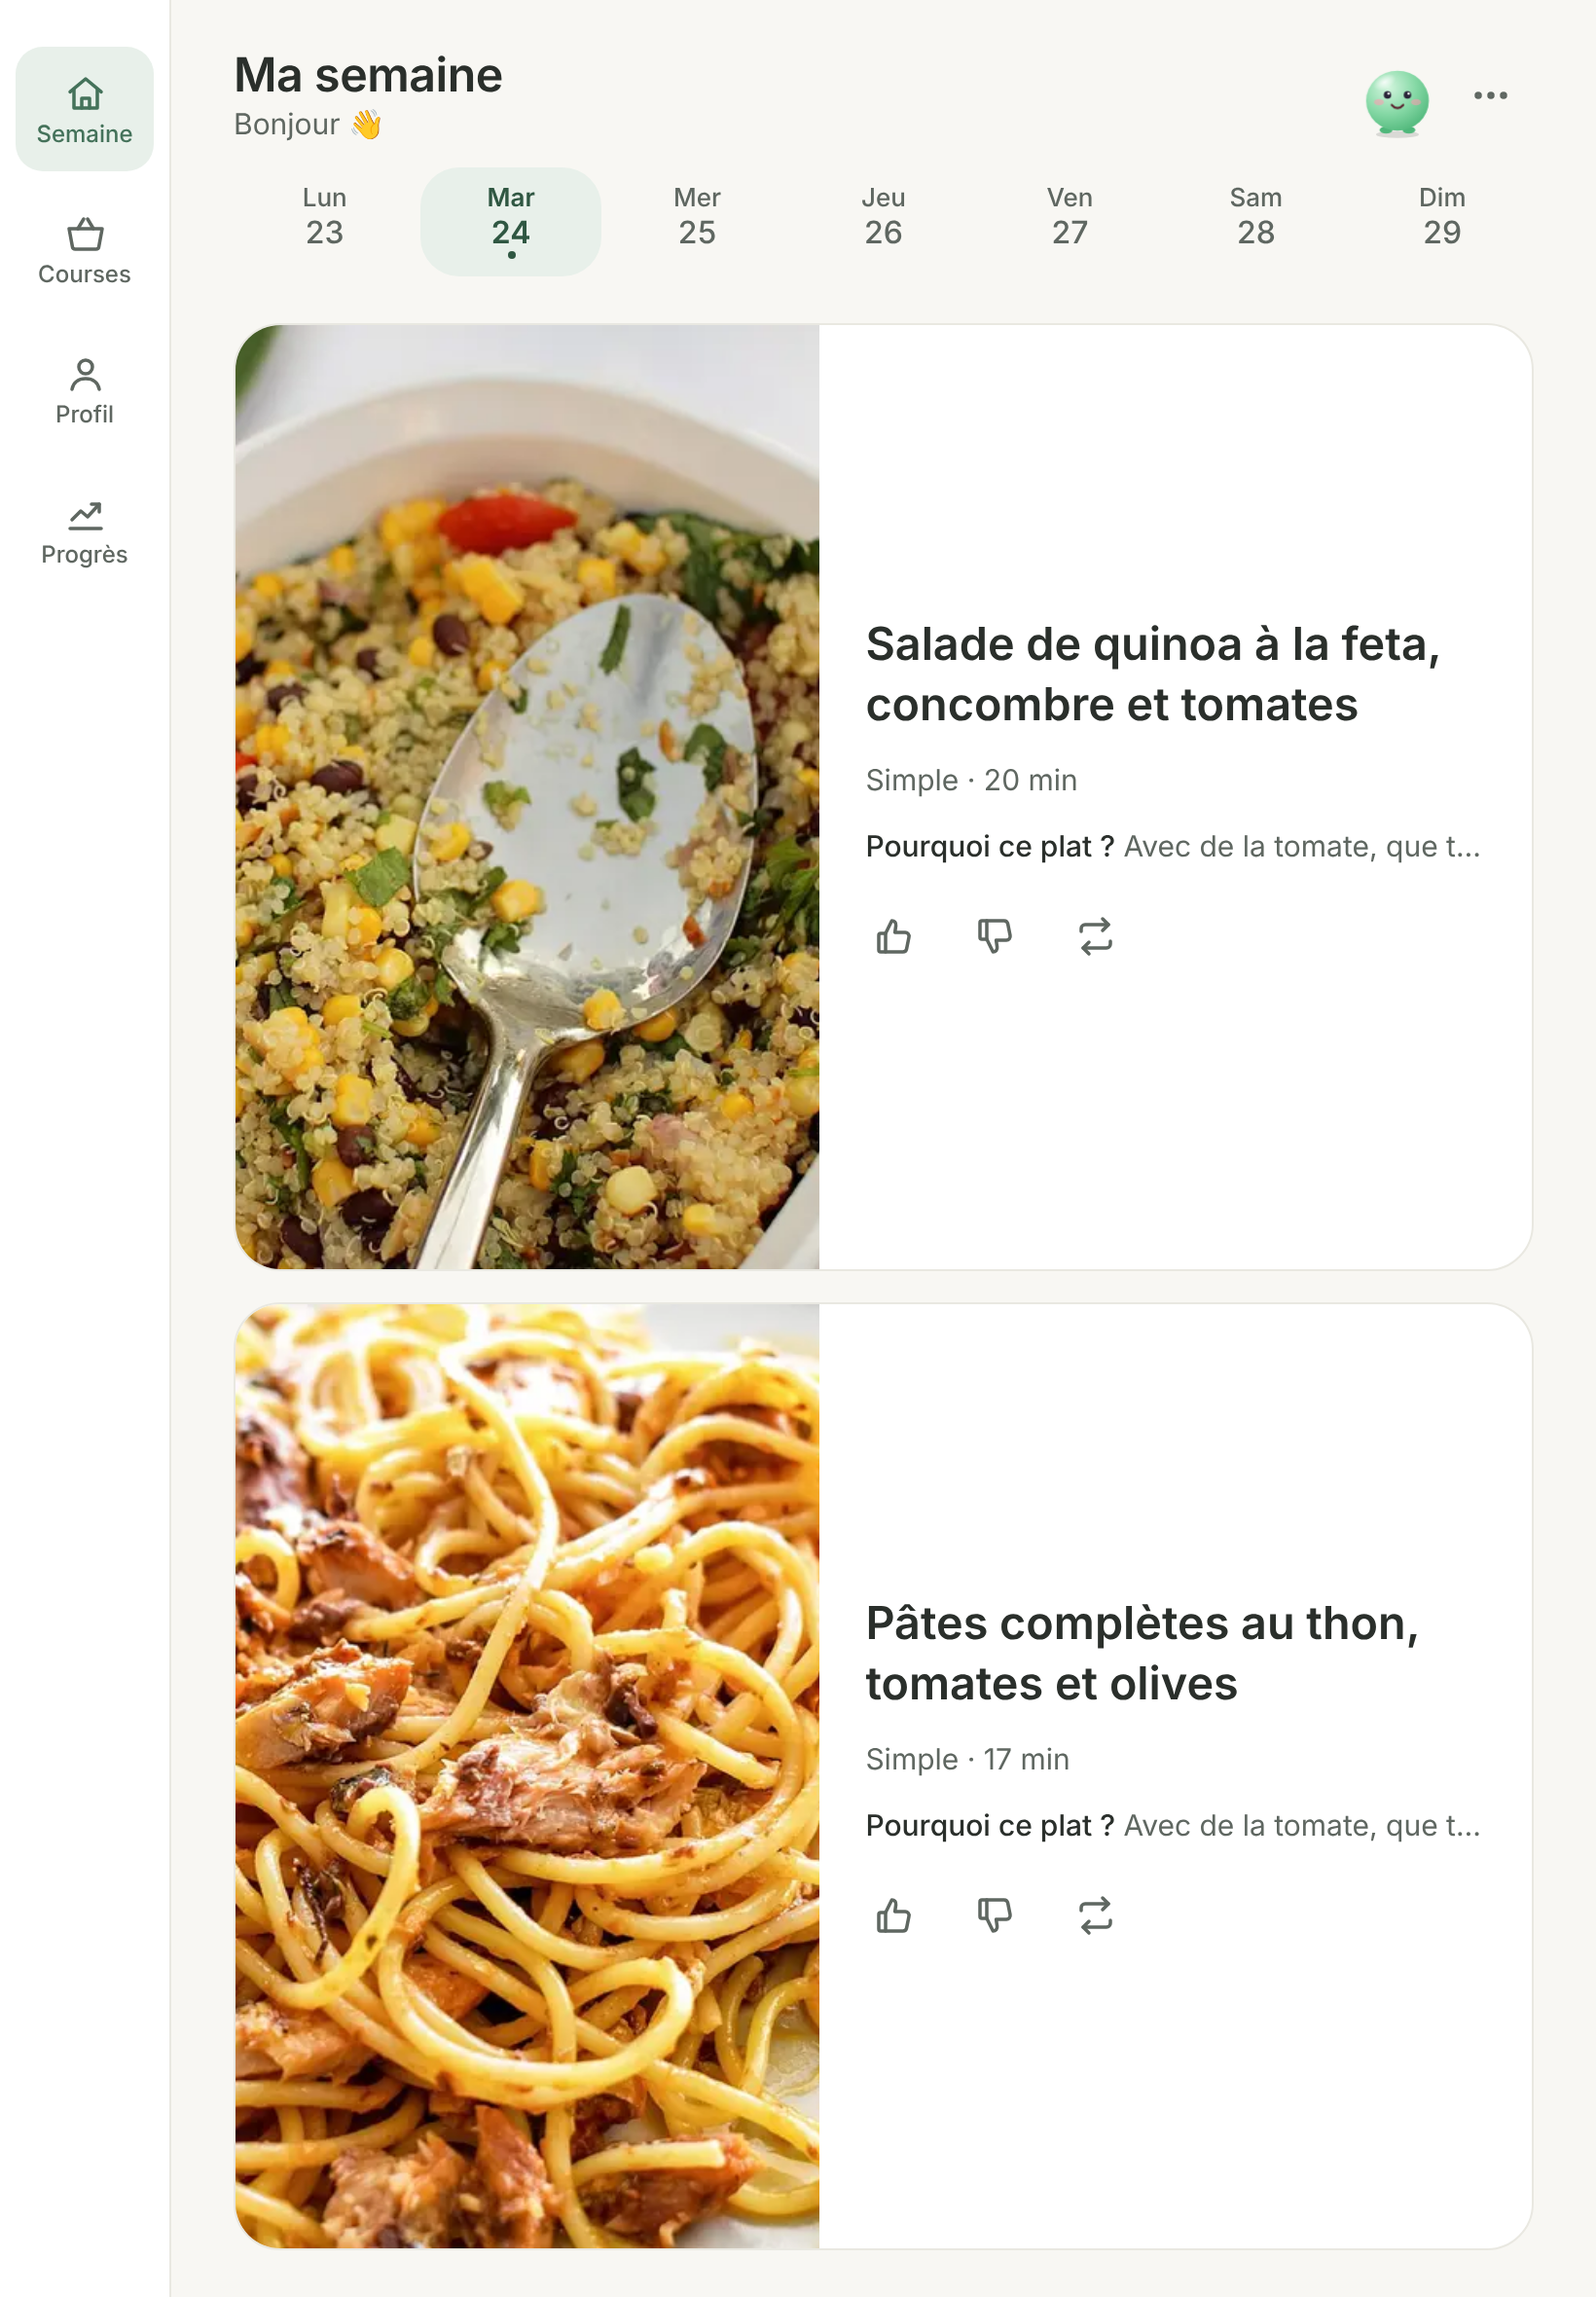 Ma semaine
Bonjour 👋
Semaine
Courses
Profil
Progrès
Lun
23
Mar
24
Mer
25
Jeu
26
Ven
27
Sam
28
Dim
29
Salade de quinoa à la feta,
concombre et tomates
Simple · 20 min
Pourquoi ce plat ? Avec de la tomate, que t...
Pâtes complètes au thon,
tomates et olives
Simple · 17 min
Pourquoi ce plat ? Avec de la tomate, que t...